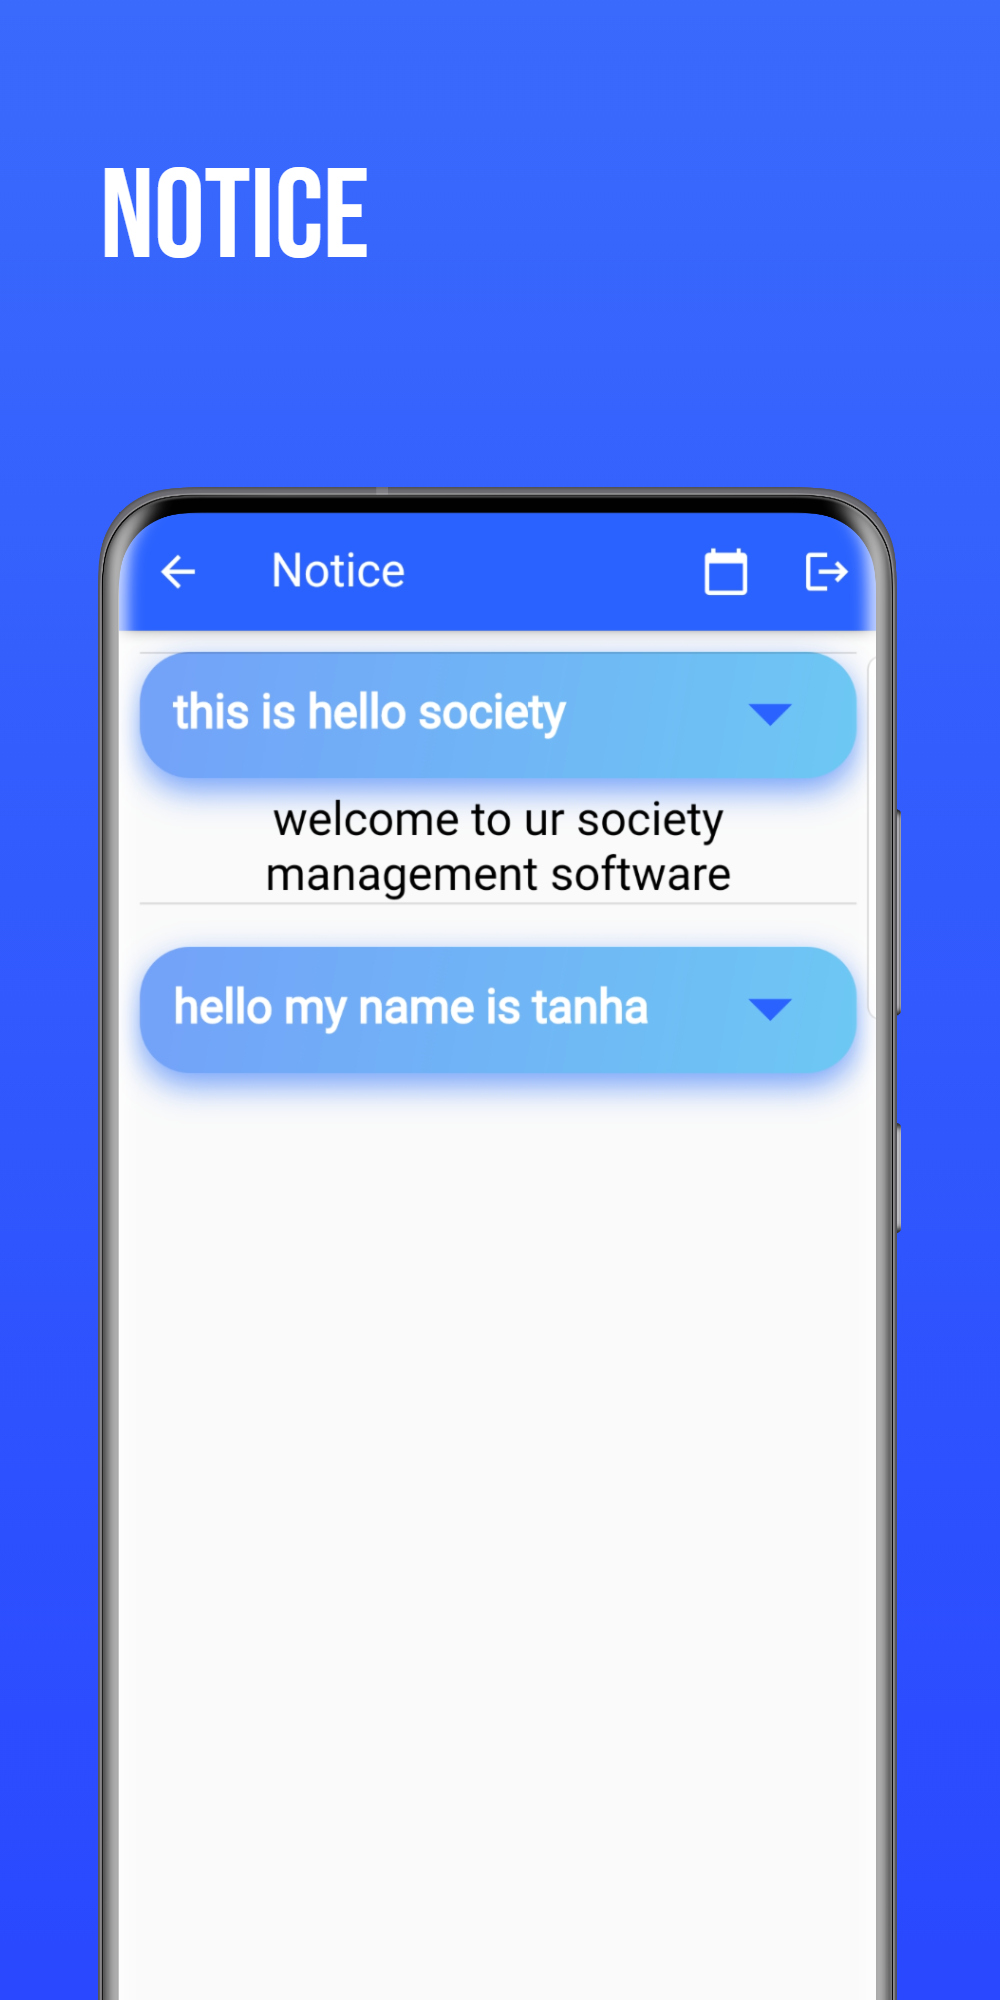 NOTICE
Notice
this is hello society
welcome to ur society
management software
hello my name is tanha